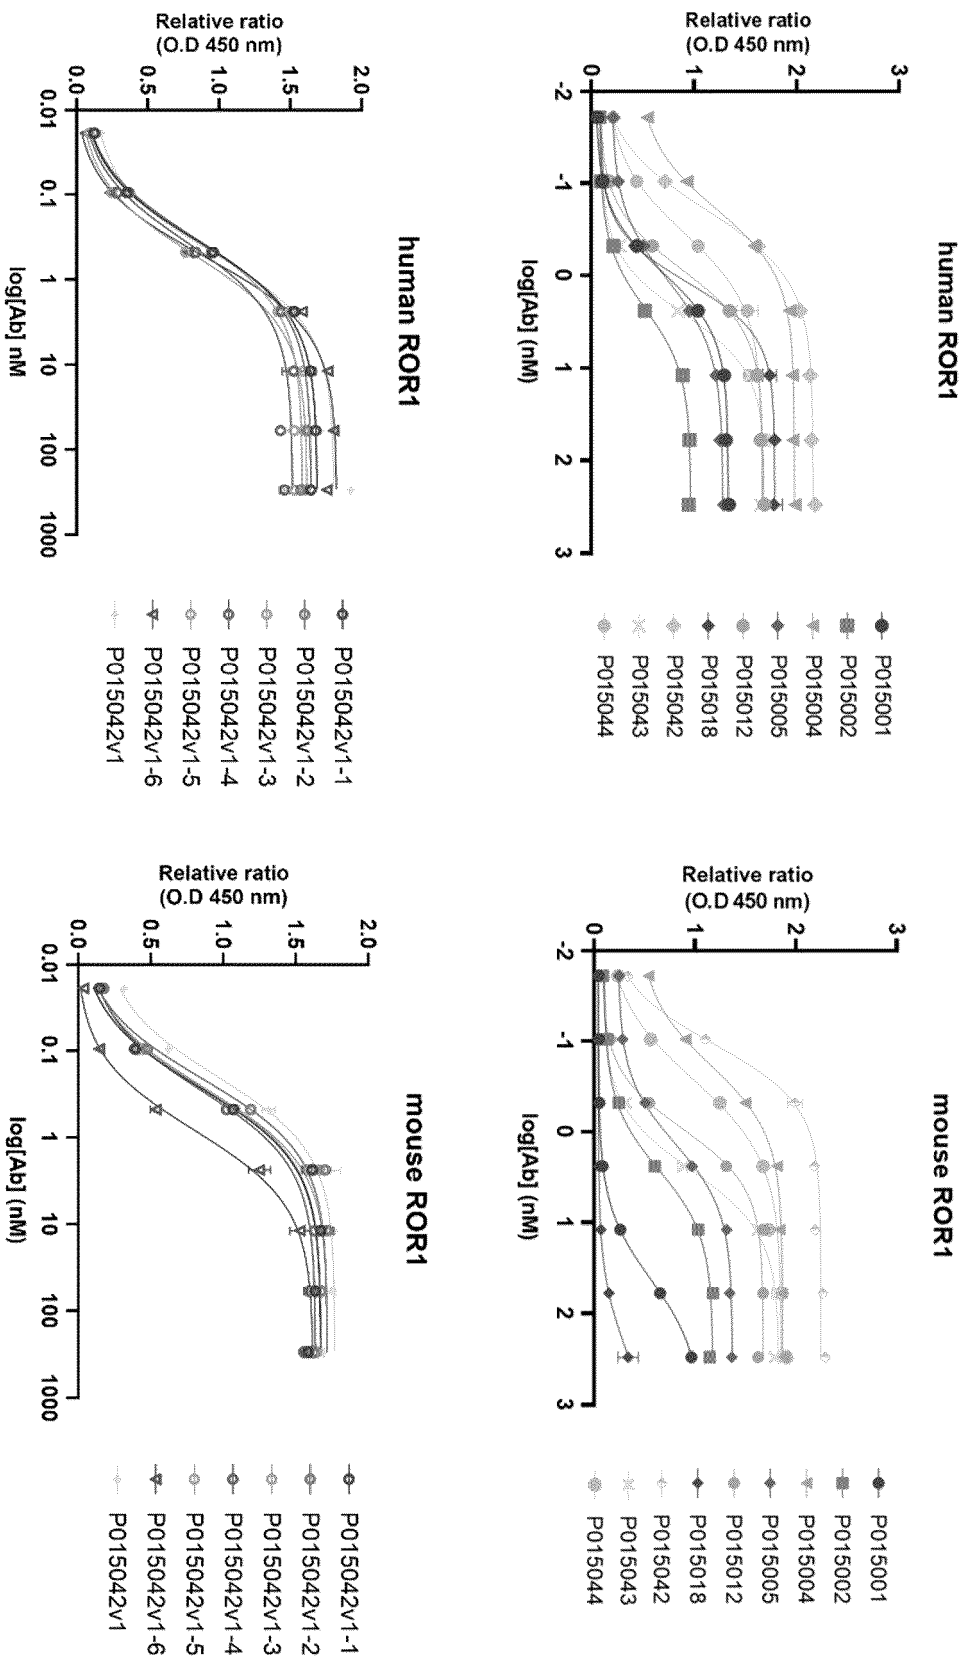 human ROR1
Relative ratio
(O.D 450 nm)
3
2
1
0
-2
-1
0
1
2
3
log[Ab] (nM)
P015001
P015002
P015004
P015005
P015012
P015018
P015042
P015043
P015044
mouse ROR1
Relative ratio
(O.D 450 nm)
3
2
1
0
-2
-1
0
1
2
3
log[Ab] (nM)
P015001
P015002
P015004
P015005
P015012
P015018
P015042
P015043
P015044
human ROR1
Relative ratio
(O.D 450 nm)
2.0
1.5
1.0
0.5
0.0
0.01
0.1
1
10
100
1000
log[Ab] nM
P015042v1-1
P015042v1-2
P015042v1-3
P015042v1-4
P015042v1-5
P015042v1-6
P015042v1
mouse ROR1
Relative ratio
(O.D 450 nm)
2.0
1.5
1.0
0.5
0.0
0.01
0.1
1
10
100
1000
log[Ab] (nM)
P015042v1-1
P015042v1-2
P015042v1-3
P015042v1-4
P015042v1-5
P015042v1-6
P015042v1